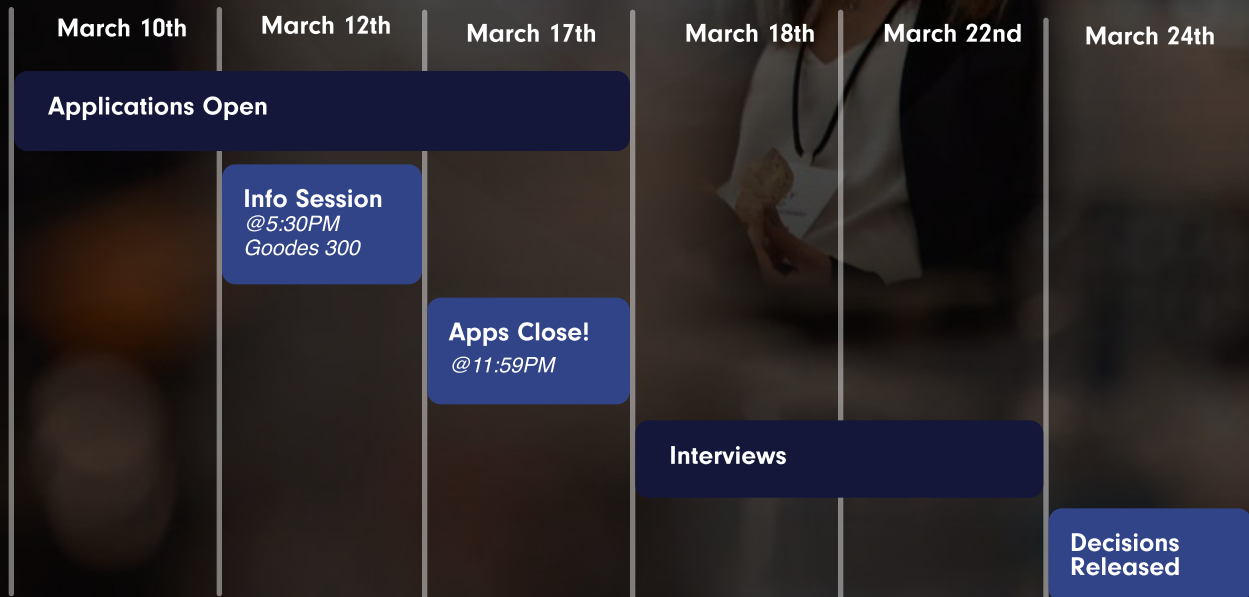 March 10th
March 12th
March 17th
March 18th
March 22nd
March 24th
Applications Open
Info Session
@5:30PM
Goodes 300
Apps Close!
@11:59PM
Interviews
Decisions
Released